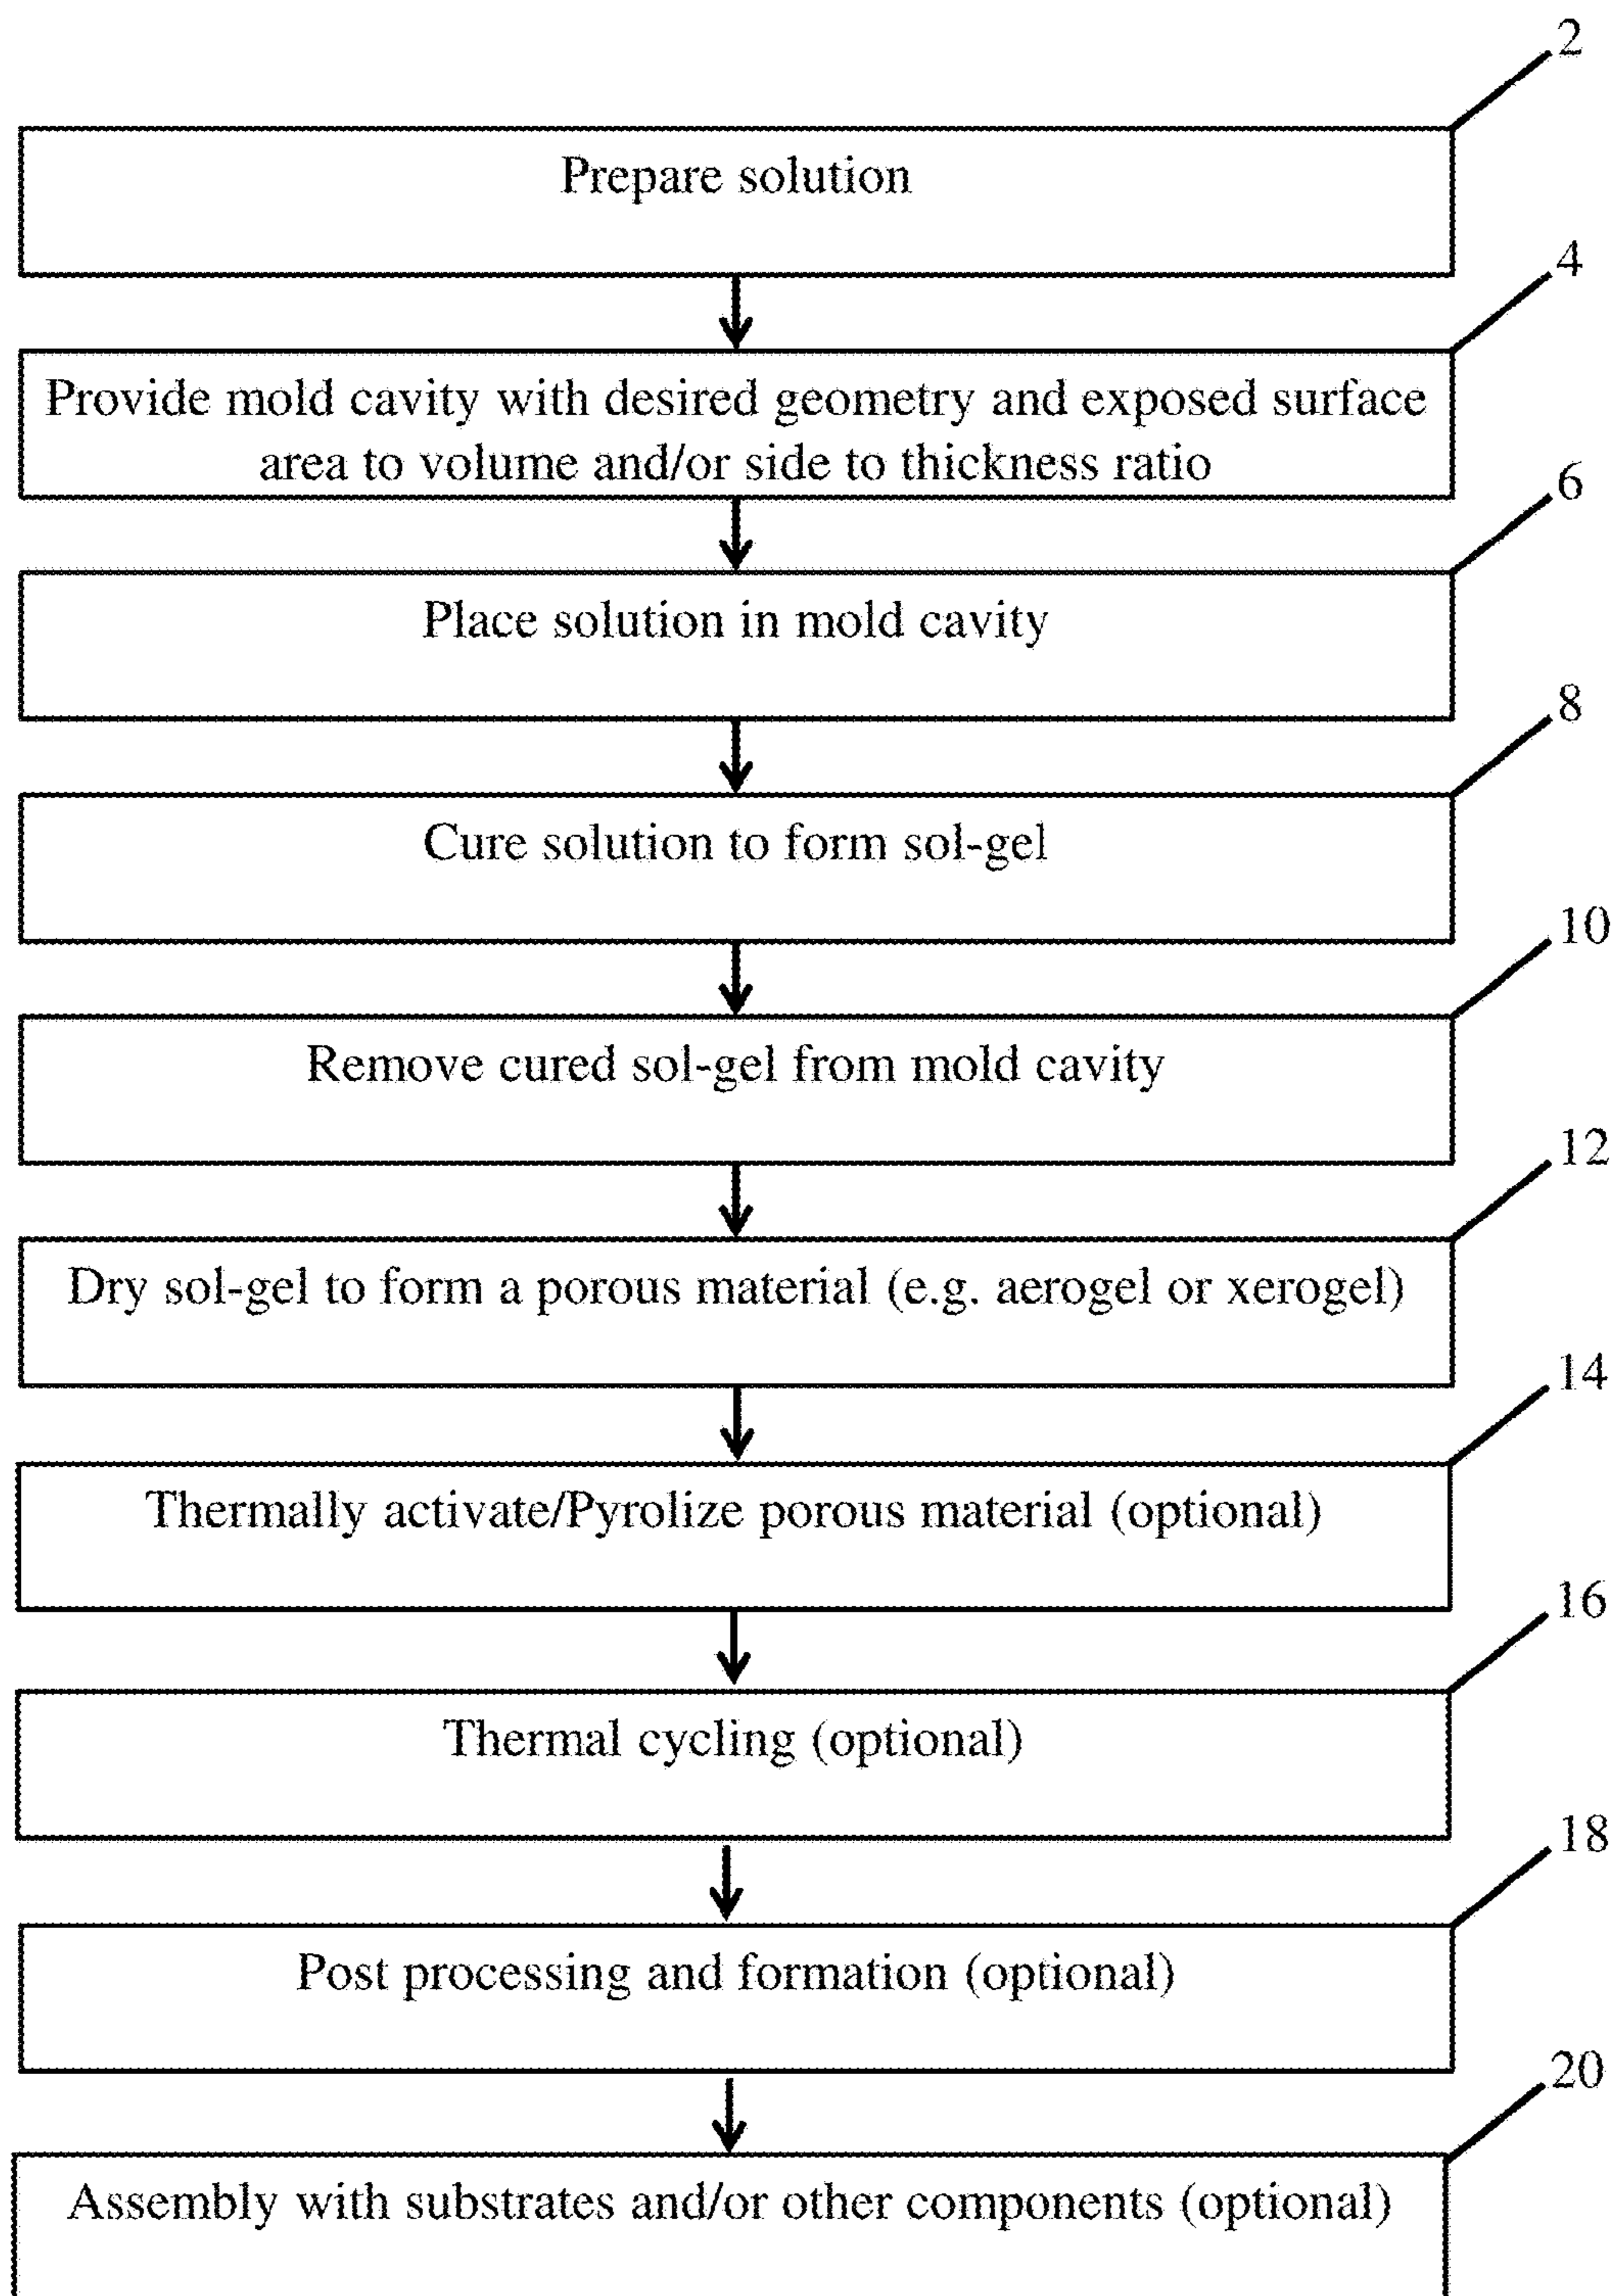 2
Prepare solution
4
Provide mold cavity with desired geometry and exposed surface
area to volume and/or side to thickness ratio
6
Place solution in mold cavity
8
Cure solution to form sol-gel
10
Remove cured sol-gel from mold cavity
12
Dry sol-gel to form a porous material (e.g. aerogel or xerogel)
14
Thermally activate/Pyrolize porous material (optional)
16
Thermal cycling (optional)
18
Post processing and formation (optional)
20
Assembly with substrates and/or other components (optional)